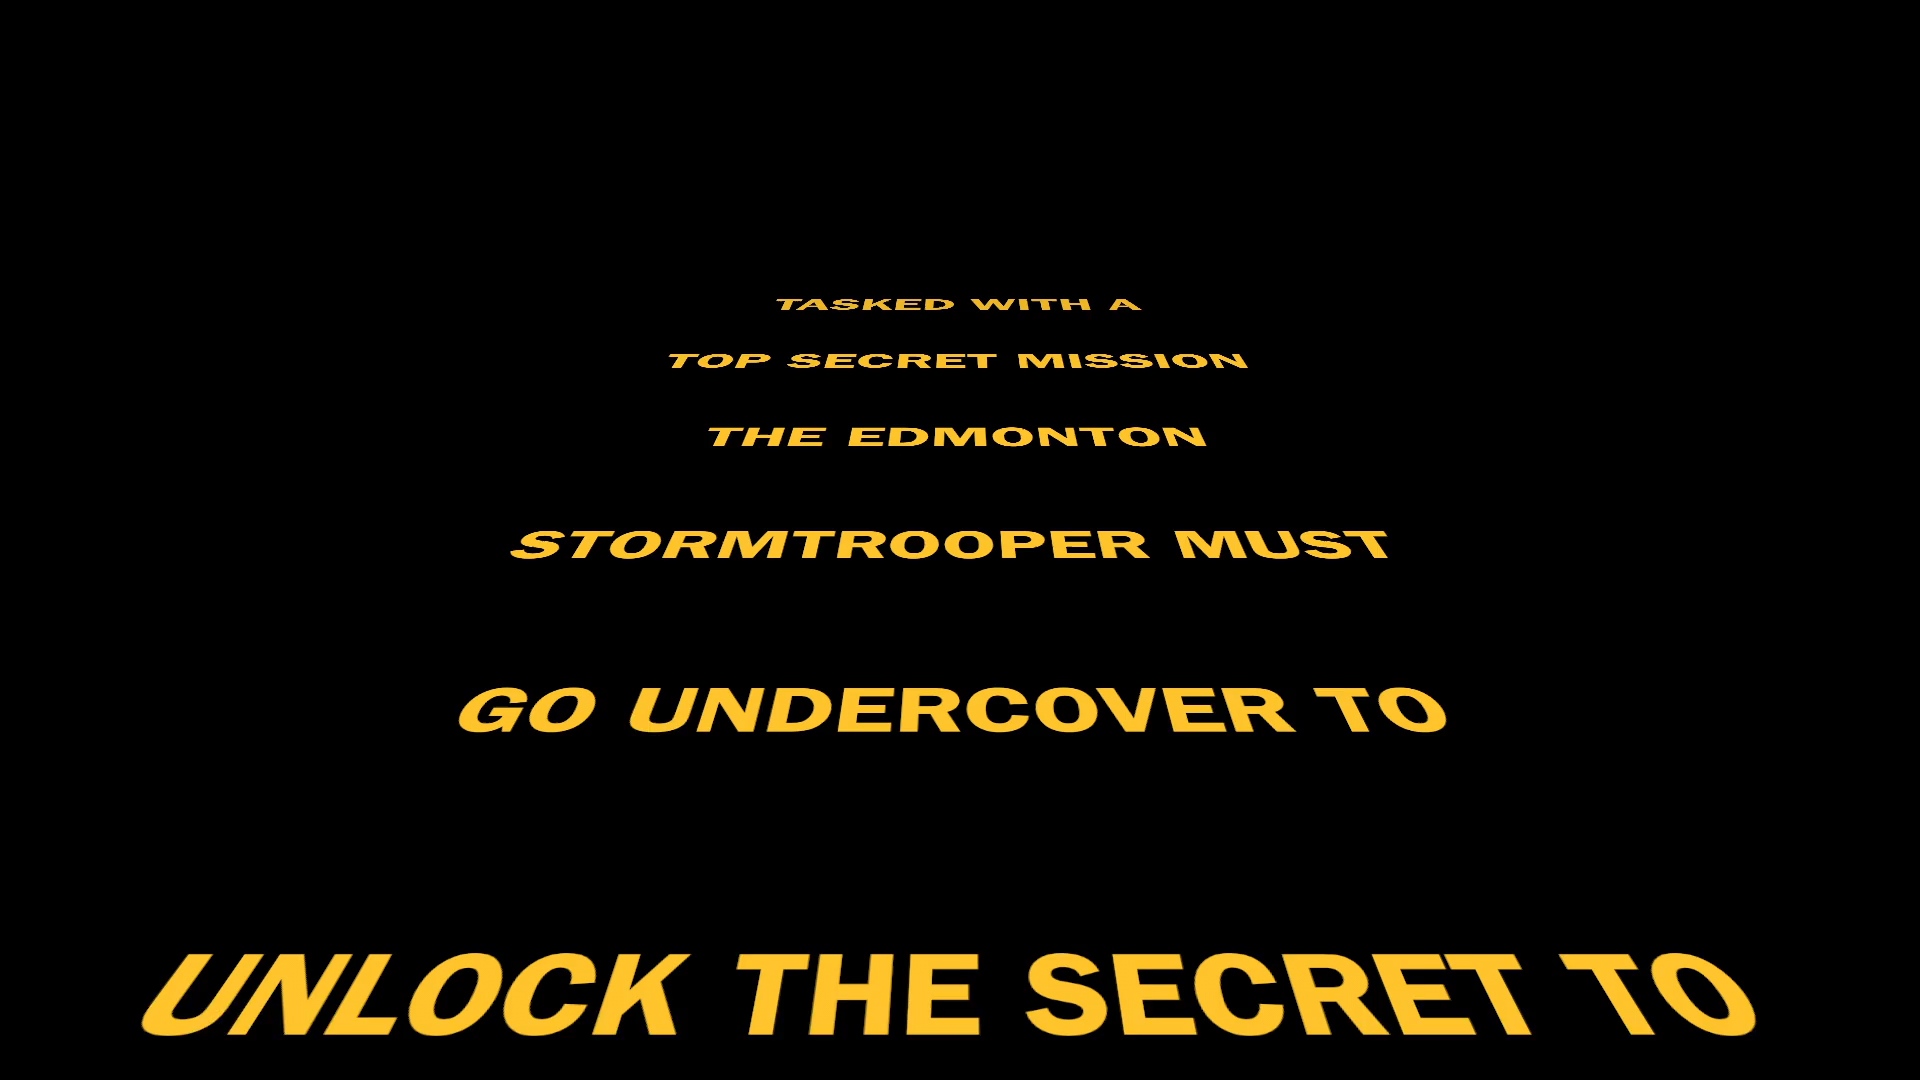 TASKED WITH A
TOP SECRET MISSION
THE EDMONTON
STORMTROOPER MUST
GO UNDERCOVER TO
UNLOCK THE SECRET TO